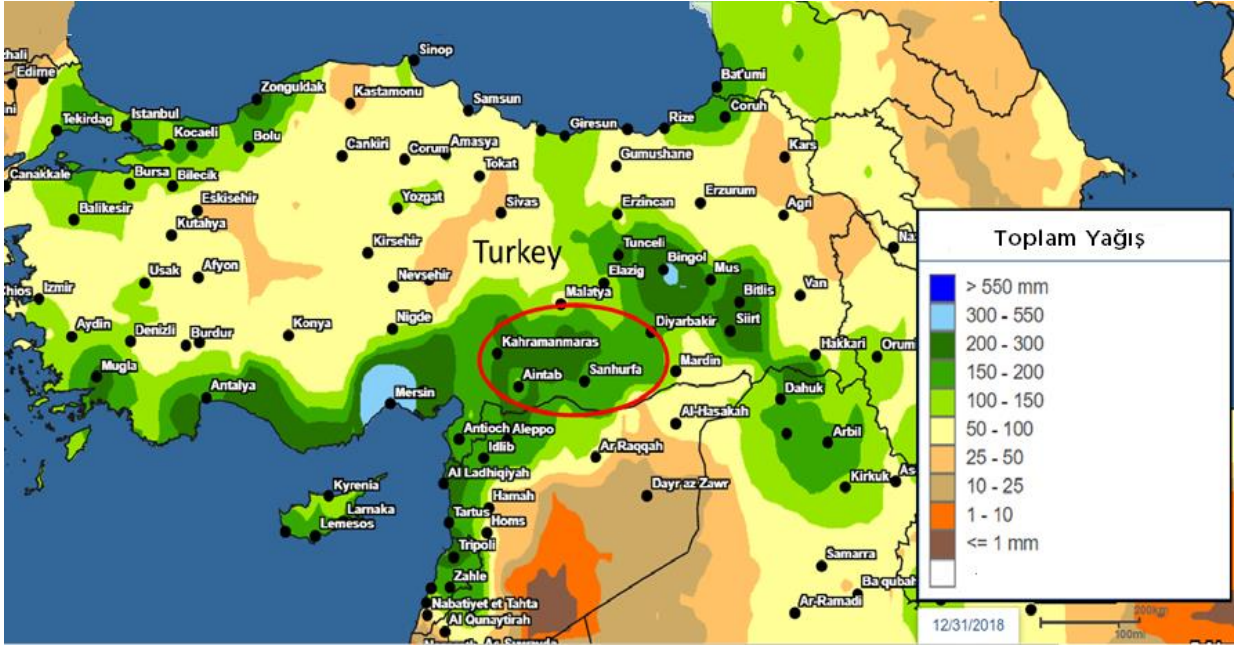 Sinop
zhali
Edirne
Zonguldak
Kastamonu
Bat'umi
Samsun
Coruh
Tekirdag
Istanbul
Kocaeli
Giresun
Rize
Bolu
Cankiri
Corum
Amasya
Gumushane
Kars
Canakkale
Bursa
Bilecik
Tokat
Eskisehir
Yozgat
Sivas
Erzincan
Erzurum
Agri
Balikesir
Kutahya
Kirsehir
Turkey
Tunceli
Bingol
Usak
Afyon
Nevsehir
Elazig
Mus
Chios
Izmir
Malatya
Bitlis
Van
Aydin
Denizli
Burdur
Konya
Nigde
Diyarbakir
Siirt
Kahramanmaras
Hakkari
Orum
Mugla
Antalya
Mersin
Aintab
Sanhurfa
Mardin
Dahuk
Al-Hasakah
Antioch
Aleppo
Idlib
Ar Raqqah
Arbil
Al Ladhiqiyah
Kirkuk
As
Kyrenia
Hamah
Dayr az Zawr
Larnaka
Lemesos
Tartus
Homs
Tripoli
Samarra
Zahle
Ba qubah
Nabatiyet et Tahta
Ar-Ramadi
Al Qunaytirah
Toplam Yağış
> 550 mm
300 - 550
200 - 300
150 - 200
100 - 150
50 - 100
25 - 50
10 - 25
1 - 10
<= 1 mm
12/31/2018
200km
100mi